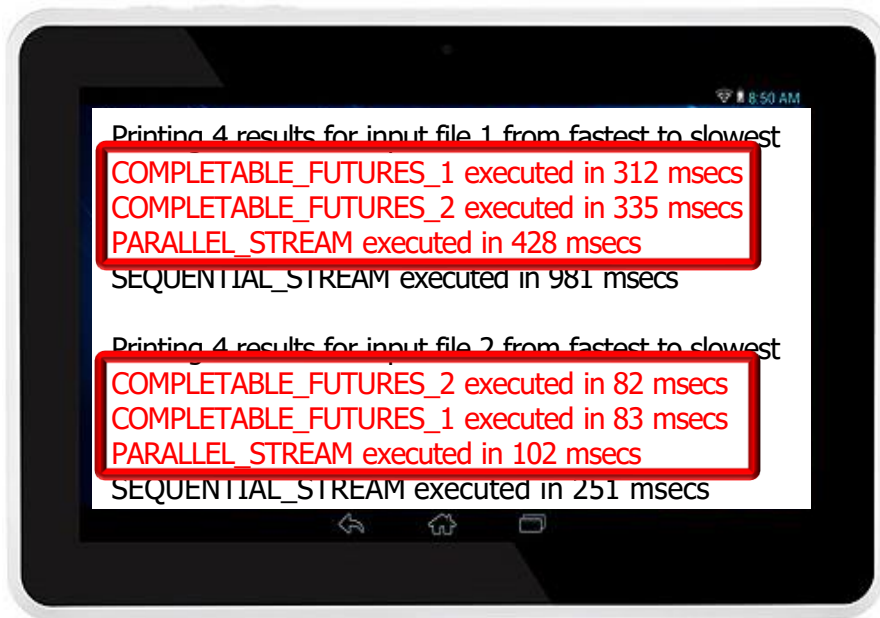 8:50 AM
Printing 4 results for input file 1 from fastest to slowest
COMPLETABLE_FUTURES_1 executed in 312 msecs
COMPLETABLE_FUTURES_2 executed in 335 msecs
PARALLEL_STREAM executed in 428 msecs
SEQUENTIAL_STREAM executed in 981 msecs
Printing 4 results for input file 2 from fastest to slowest
COMPLETABLE_FUTURES_2 executed in 82 msecs
COMPLETABLE_FUTURES_1 executed in 83 msecs
PARALLEL_STREAM executed in 102 msecs
SEQUENTIAL_STREAM executed in 251 msecs